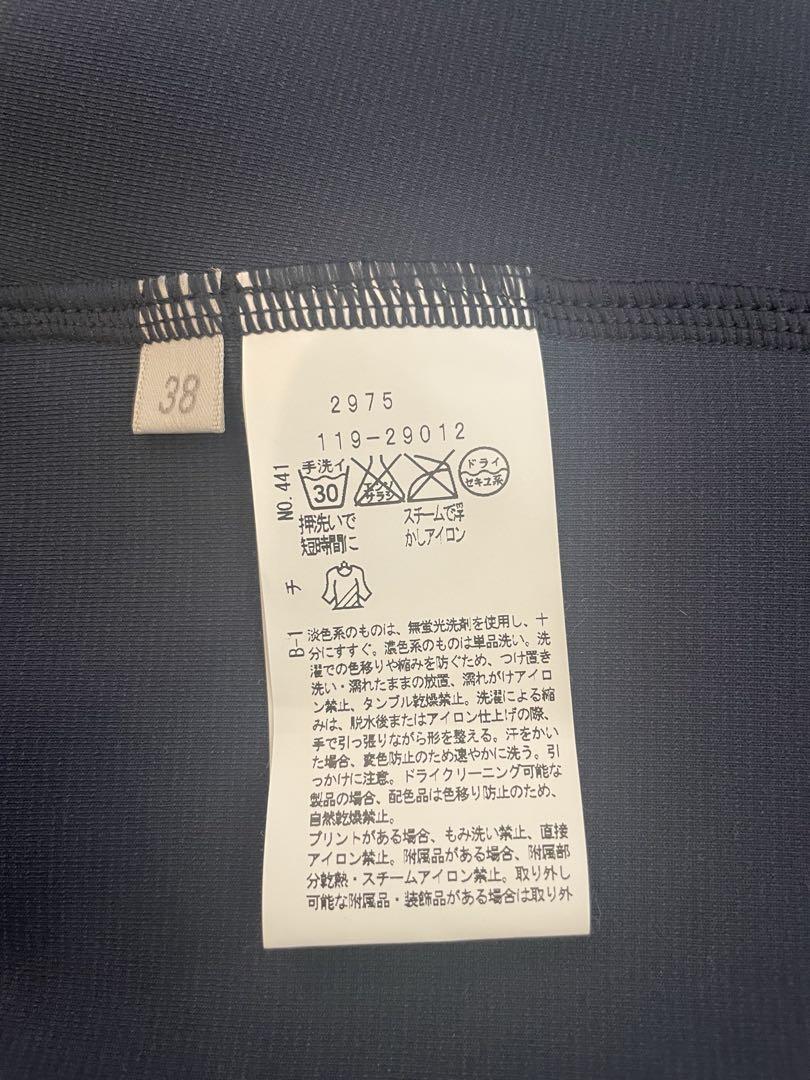 38
2975
119-29012
NO.441
手洗イ
30
エンソ
サラシ
ドライ
セキユ系
押洗いで
短時間に
スチームで浮
かしアイロン
チ
B-1
淡色系のものは、無蛍光洗剤を使用し、十
分にすすぐ。濃色系のものは単品洗い。洗
濯での色移りや縮みを防ぐため、つけ置き
洗い・濡れたままの放置、濡れがけアイロ
ン禁止、タンブル乾燥禁止。洗濯による縮
みは、脱水後またはアイロン仕上げの際、
手で引っ張りながら形を整える。汗をかい
た場合、変色防止のため速やかに洗う。引
っかけに注意。ドライクリーニング可能な
製品の場合、配色品は色移り防止のため、
自然乾燥禁止。
プリントがある場合、もみ洗い禁止、直接
アイロン禁止。附属品がある場合、附属部
分乾熱・スチームアイロン禁止。取り外し
可能な附属品・装飾品がある場合は取り外